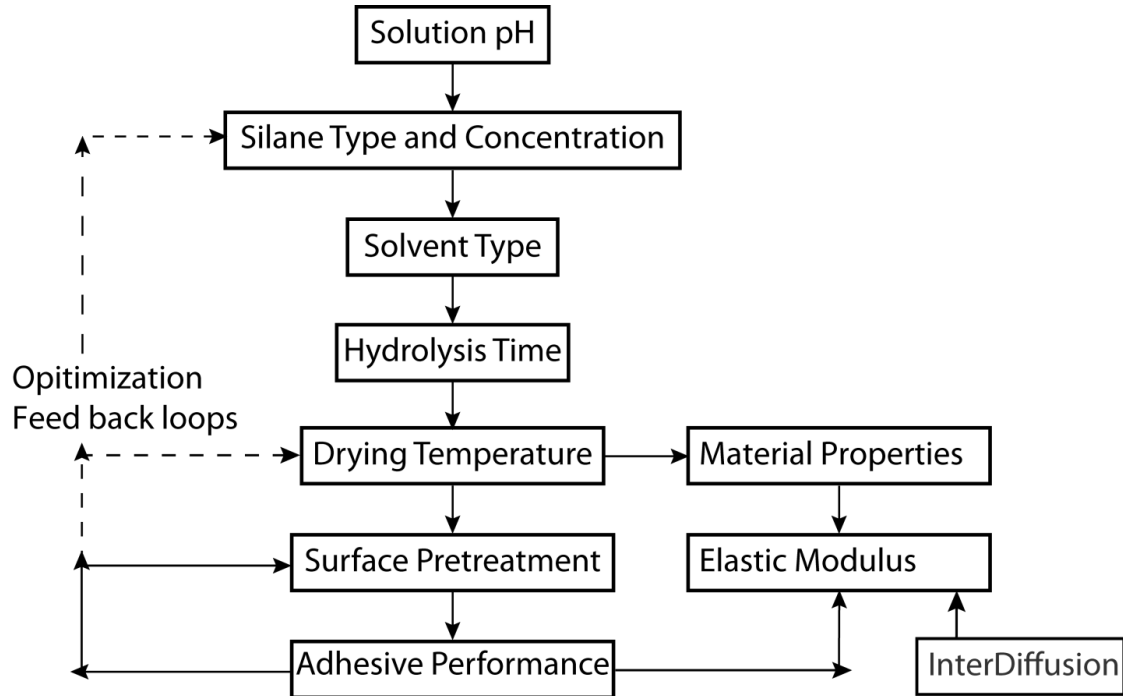 Solution pH
Silane Type and Concentration
Solvent Type
Hydrolysis Time
Opitimization
Feed back loops
Drying Temperature
Material Properties
Surface Pretreatment
Elastic Modulus
Adhesive Performance
InterDiffusion